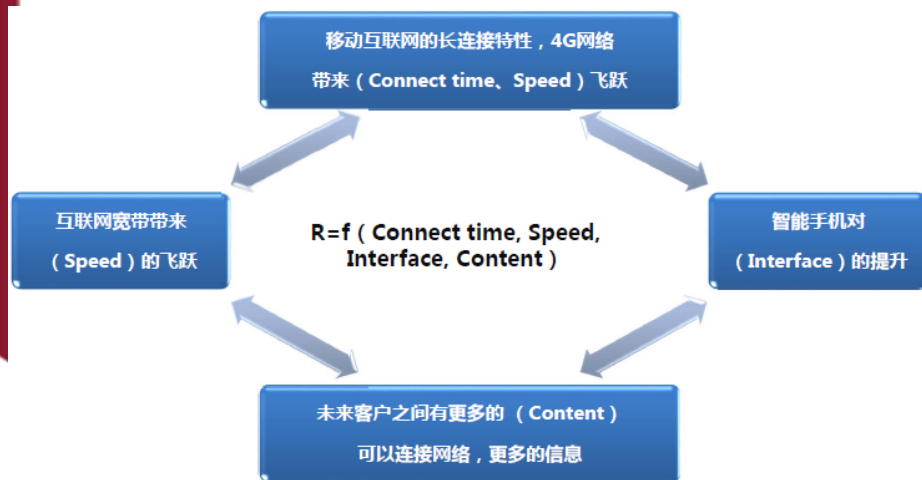 移动互联网的长连接特性，4G网络
带来（Connect time、Speed）飞跃
互联网宽带带来
（Speed）的飞跃
R=f（Connect time, Speed,
Interface, Content）
智能手机对
（Interface）的提升
未来客户之间有更多的 （Content）
可以连接网络，更多的信息